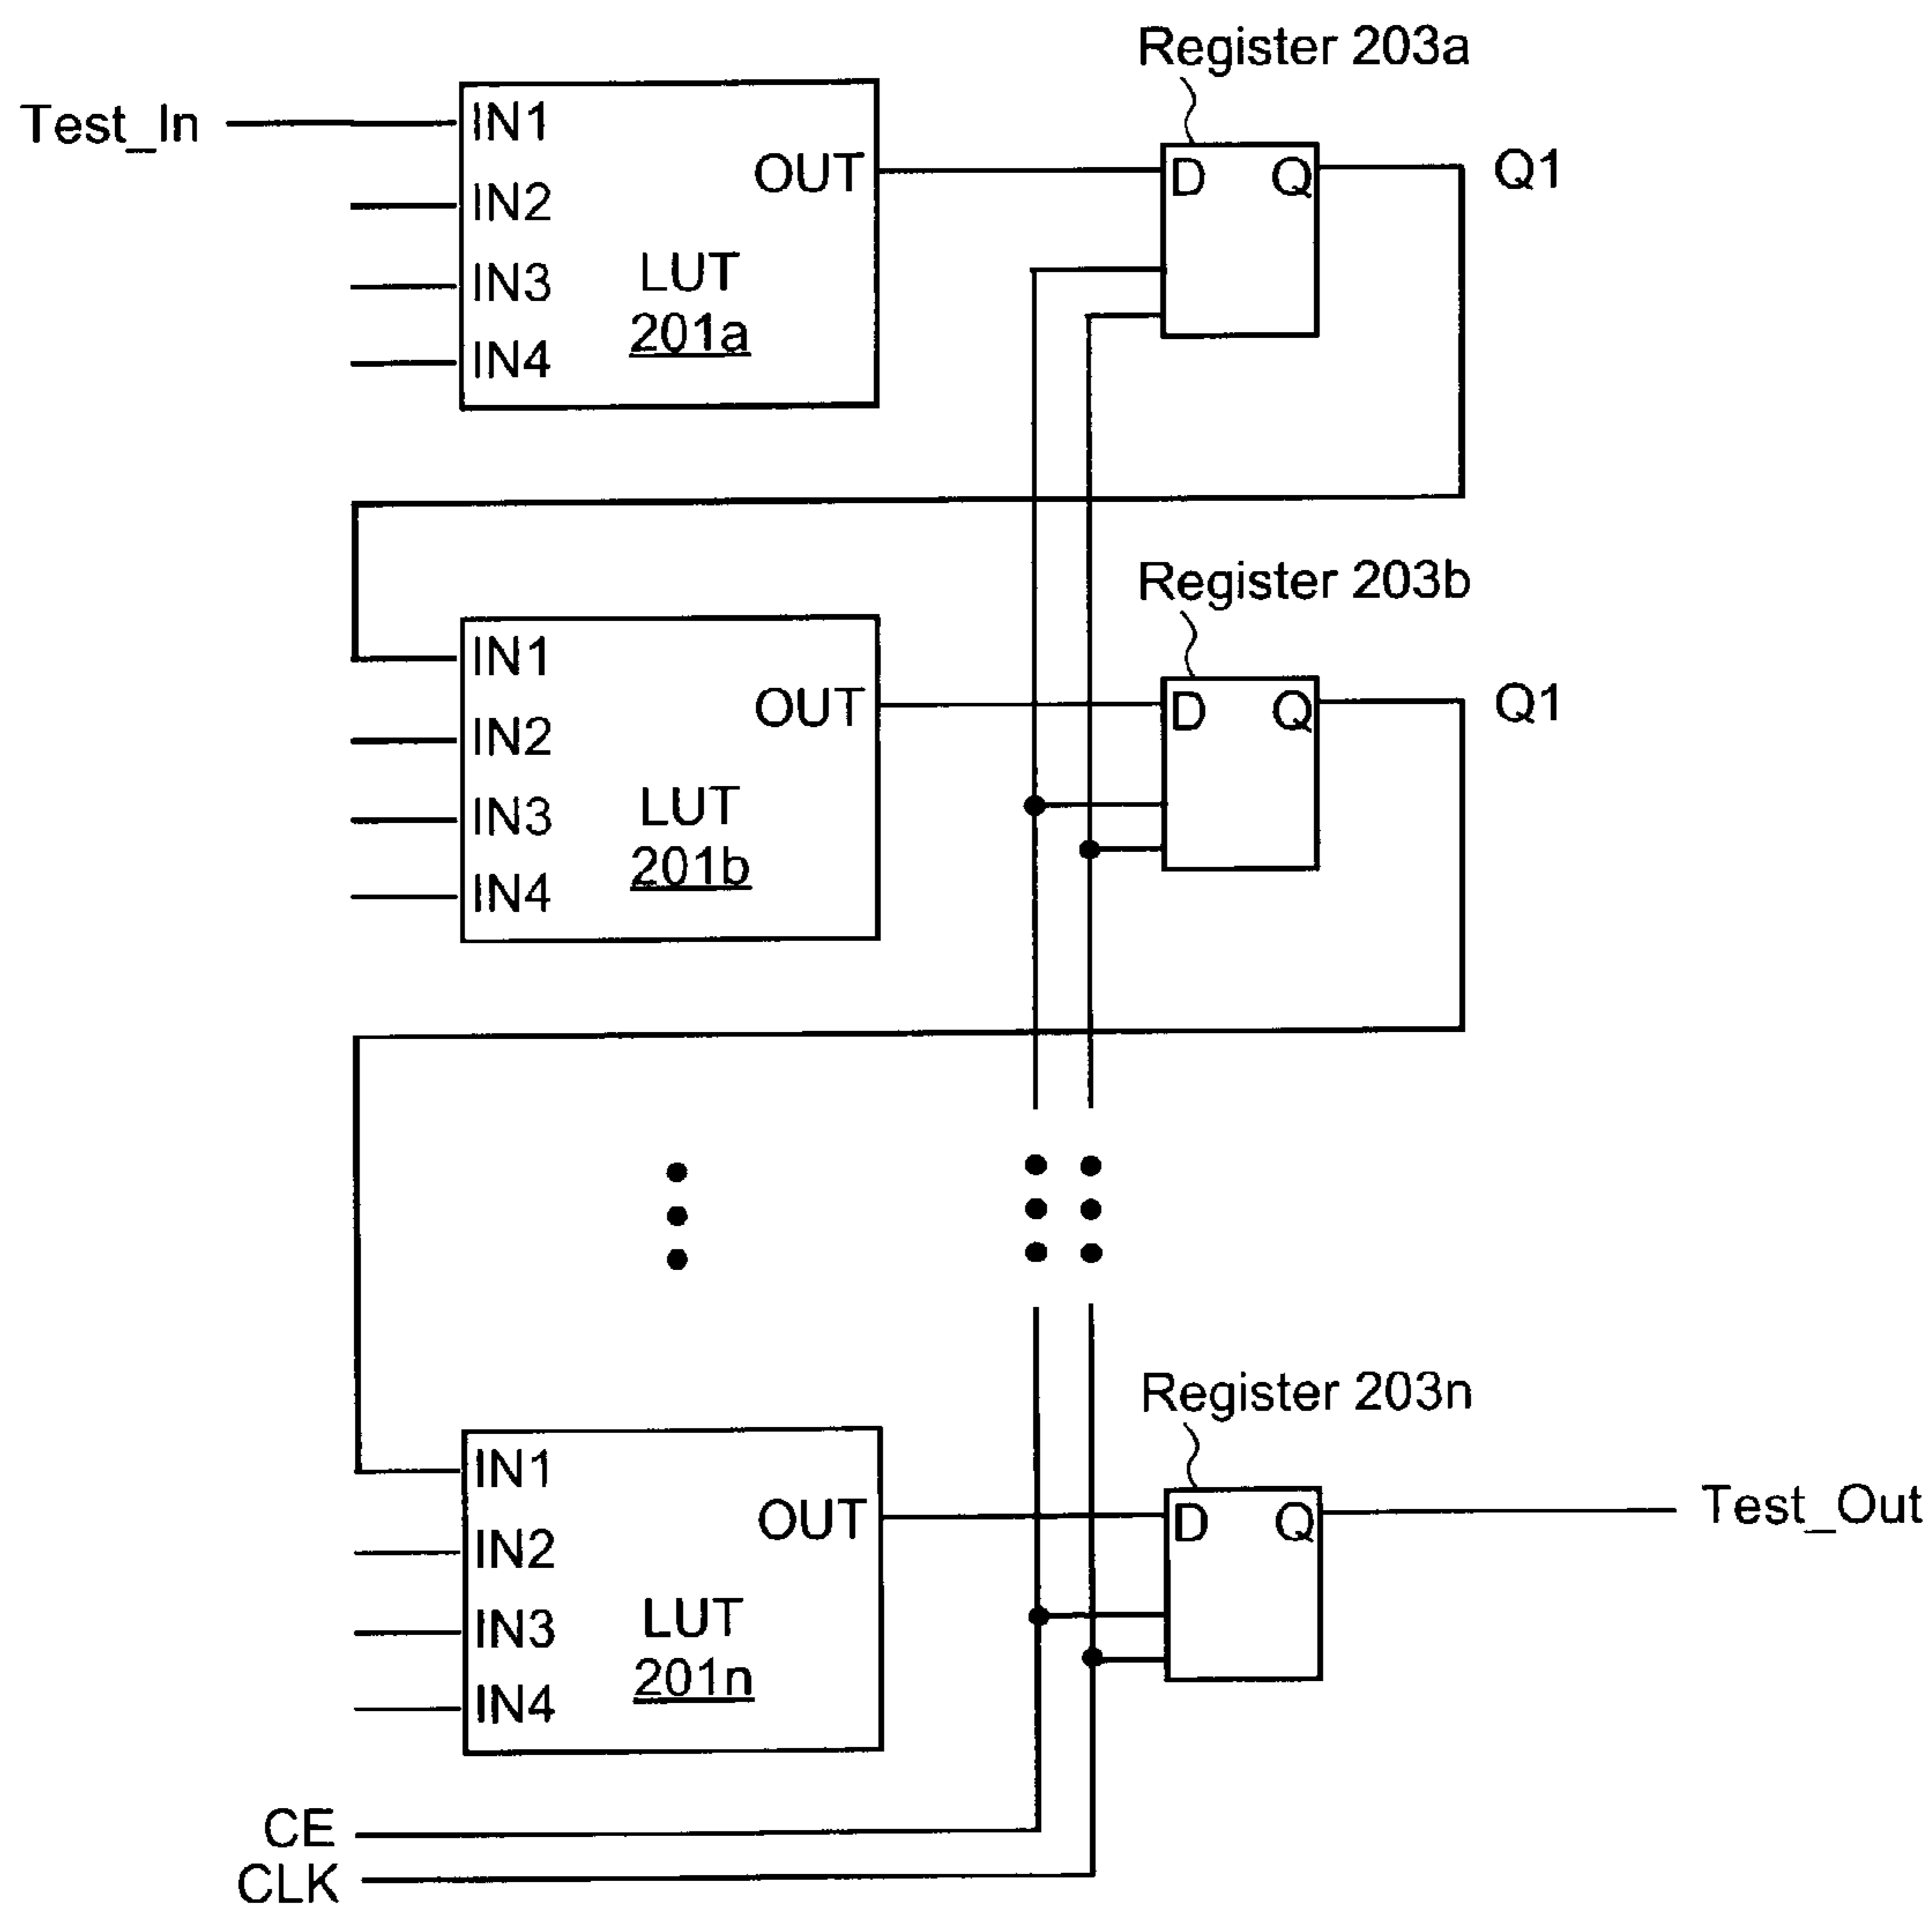 Register 203a
Test_In
IN1
OUT
D
Q
Q1
IN2
IN3
LUT
201a
IN4
Register 203b
IN1
OUT
D
Q
Q1
IN2
IN3
LUT
201b
IN4
Register 203n
IN1
OUT
D
Q
Test_Out
IN2
IN3
LUT
201n
IN4
CE
CLK